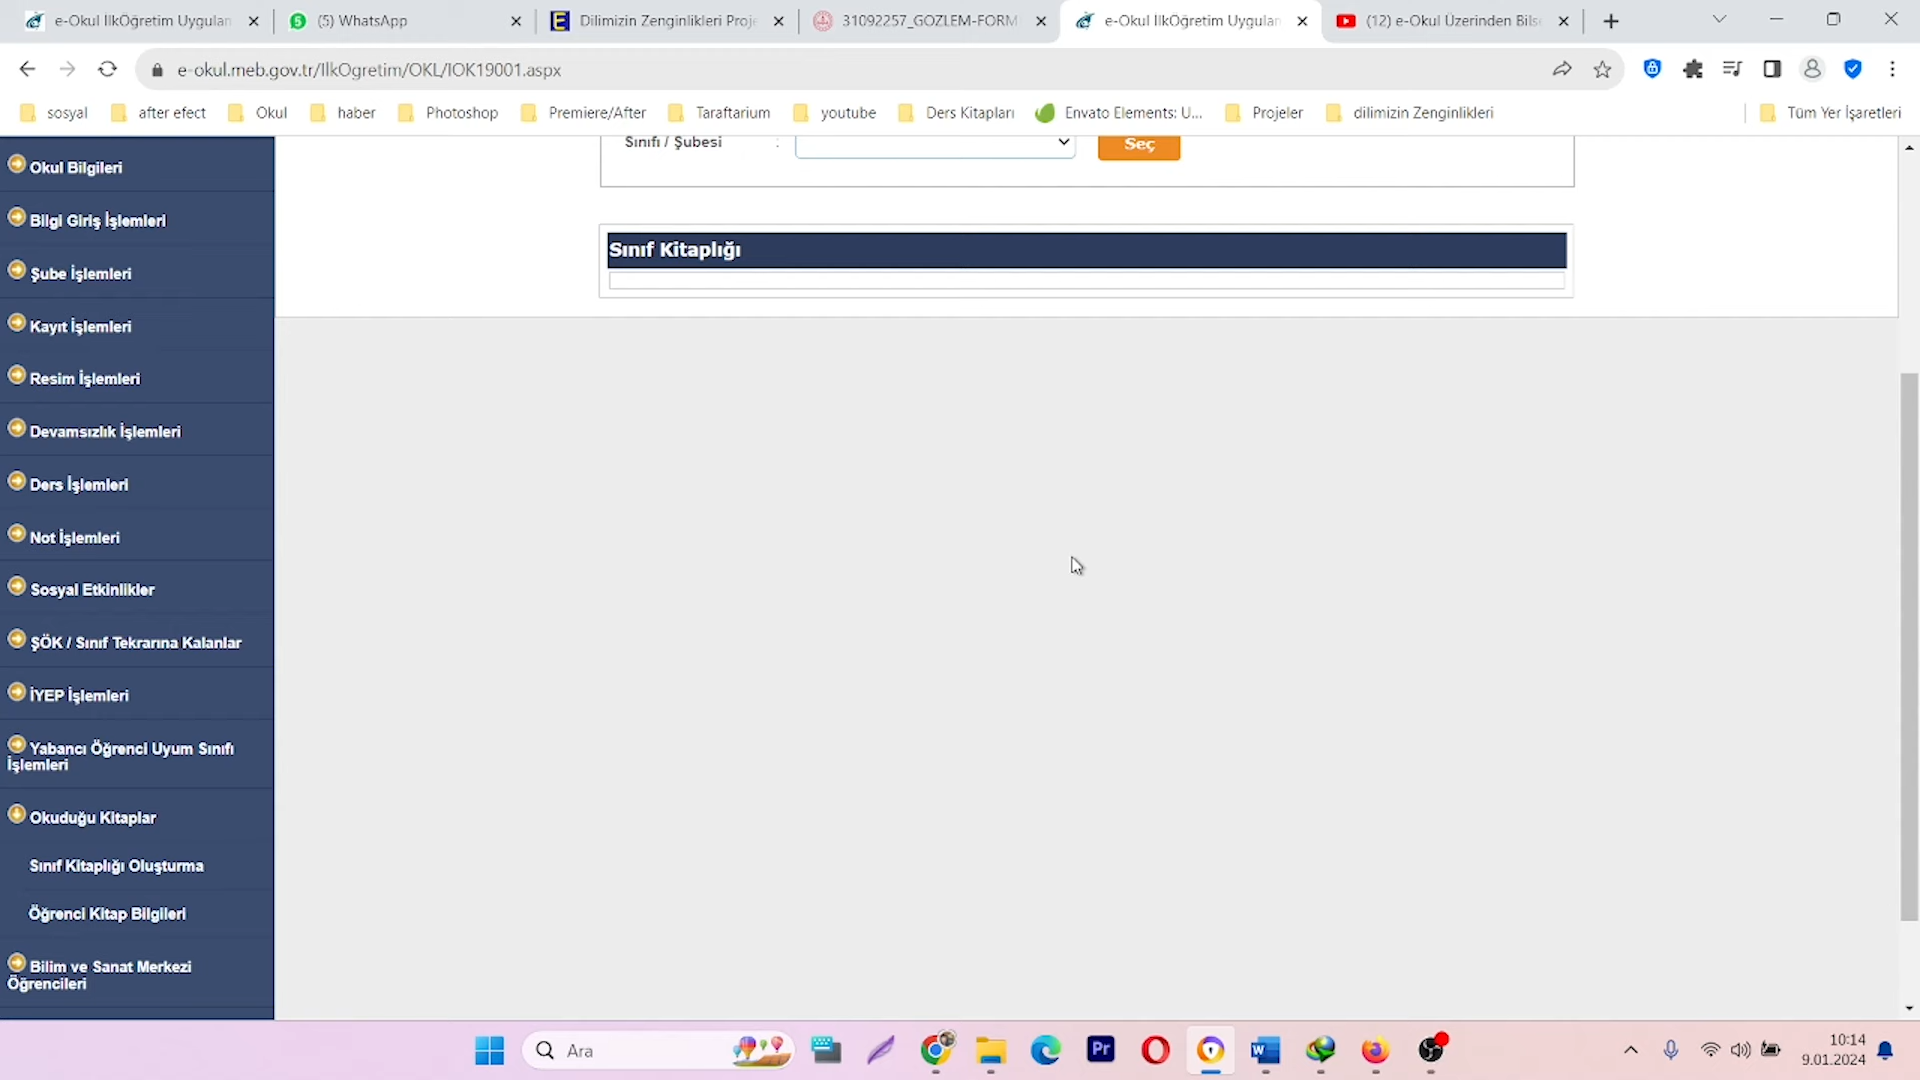 e-Okul İlkÖğretim Uygulan
(5) WhatsApp
Dilimizin Zenginlikleri Proje
31092257_GOZLEM-FORM
e-Okul İlkÖğretim Uygulan
(12) e-Okul Üzerinden Bils
e-okul.meb.gov.tr/IlkOgretim/OKL/IOK19001.aspx
sosyal
after efect
Okul
haber
Photoshop
Premiere/After
Taraftarium
youtube
Ders Kitapları
Envato Elements: U...
Projeler
dilimizin Zenginlikleri
Tüm Yer İşaretleri
Sınıfı / Şubesi :
Seç
Sınıf Kitaplığı
Okul Bilgileri
Bilgi Giriş İşlemleri
Şube İşlemleri
Kayıt İşlemleri
Resim İşlemleri
Devamsızlık İşlemleri
Ders İşlemleri
Not İşlemleri
Sosyal Etkinlikler
ŞÖK / Sınıf Tekrarına Kalanlar
İYEP İşlemleri
Yabancı Öğrenci Uyum Sınıfı
İşlemleri
Okuduğu Kitaplar
Sınıf Kitaplığı Oluşturma
Öğrenci Kitap Bilgileri
Bilim ve Sanat Merkezi
Öğrencileri
Ara
Pr
10:14
9.01.2024